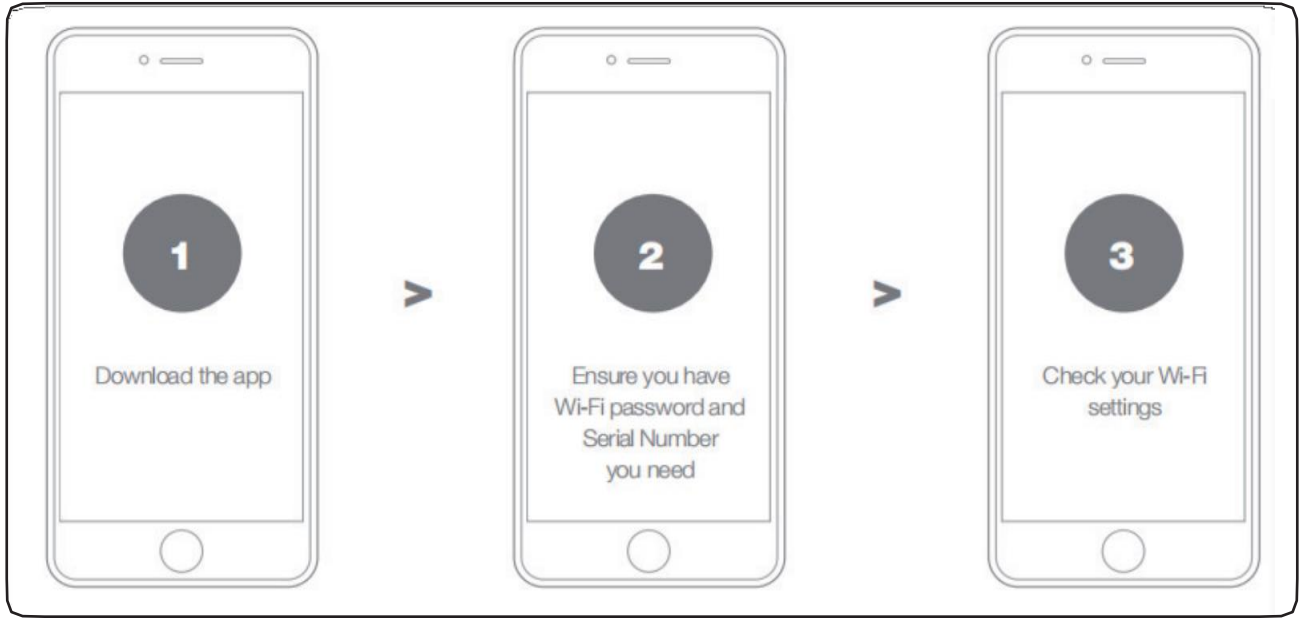 1
Download the app
>
2
Ensure you have
Wi-Fi password and
Serial Number
you need
>
3
Check your Wi-Fi
settings